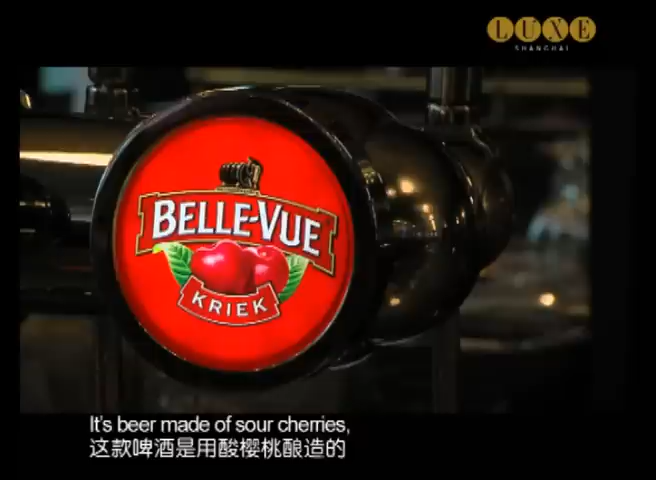 LUXE
SHANGHAI
BELLE-VUE
KRIEK
It's beer made of sour cherries,
这款啤酒是用酸樱桃酿造的